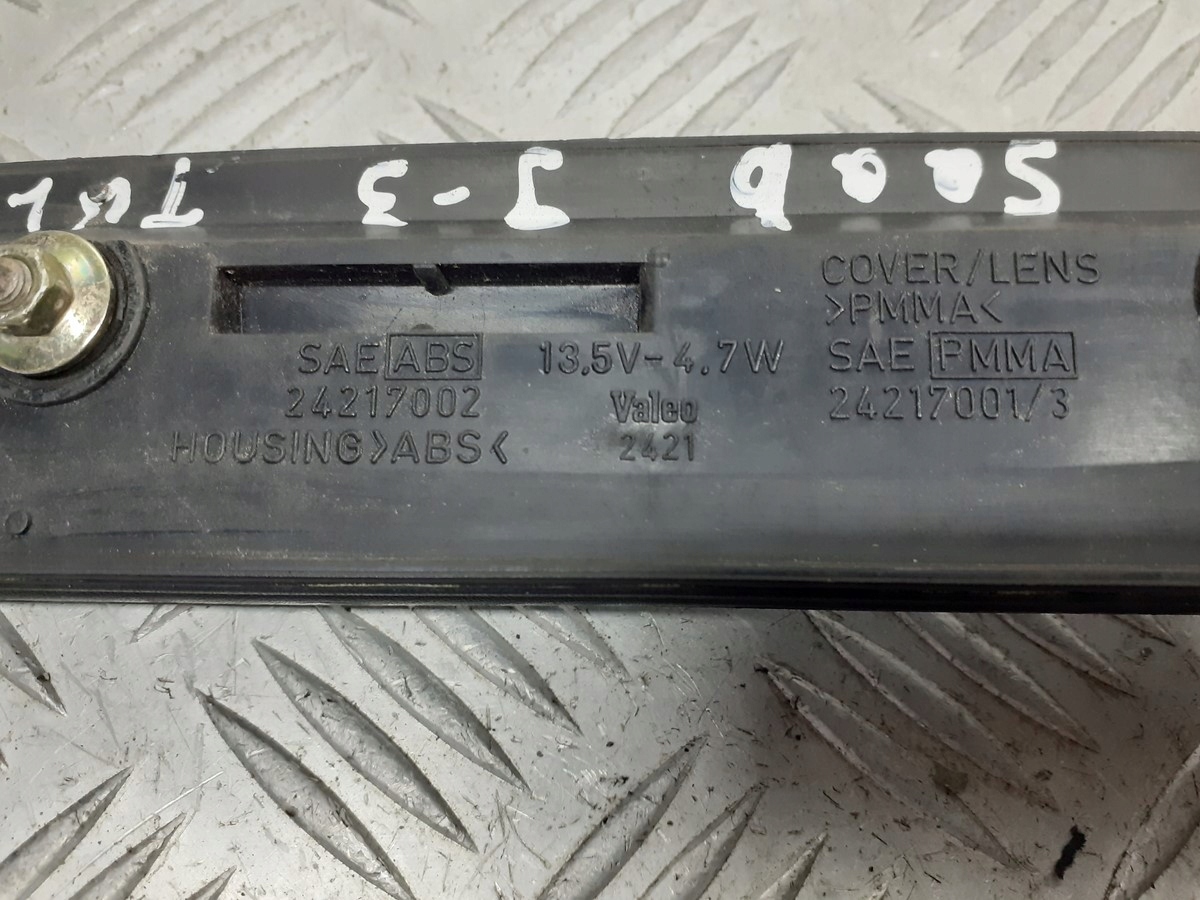 Saab 9-3
COVER/LENS
>PMMA<
SAE ABS 13,5V-4.7W SAE PMMA
24217002 Valeo 24217001/3
HOUSING>ABS< 2421